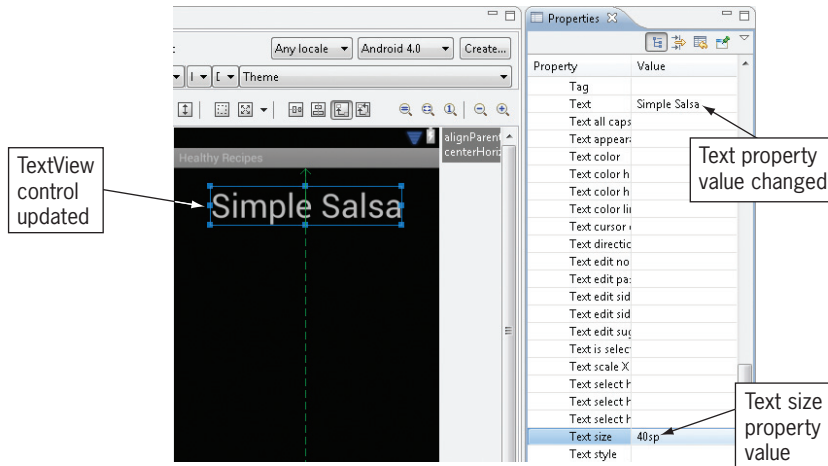 Properties
Any locale
Android 4.0
Create...
Theme
Property
Value
Tag
Text
Simple Salsa
Text all caps
Text appear
Text color
Text color h
Text color h
Text color li
Text cursor
Text directic
Text edit no
Text edit pa
Text edit sid
Text edit sid
Text edit sug
Text is selec
Text scale X
Text select h
Text select h
Text select h
Text size
40sp
Text style
alignParent
centerHoriz
Healthy Recipes
Simple Salsa
TextView
control
updated
Text property
value changed
Text size
property
value